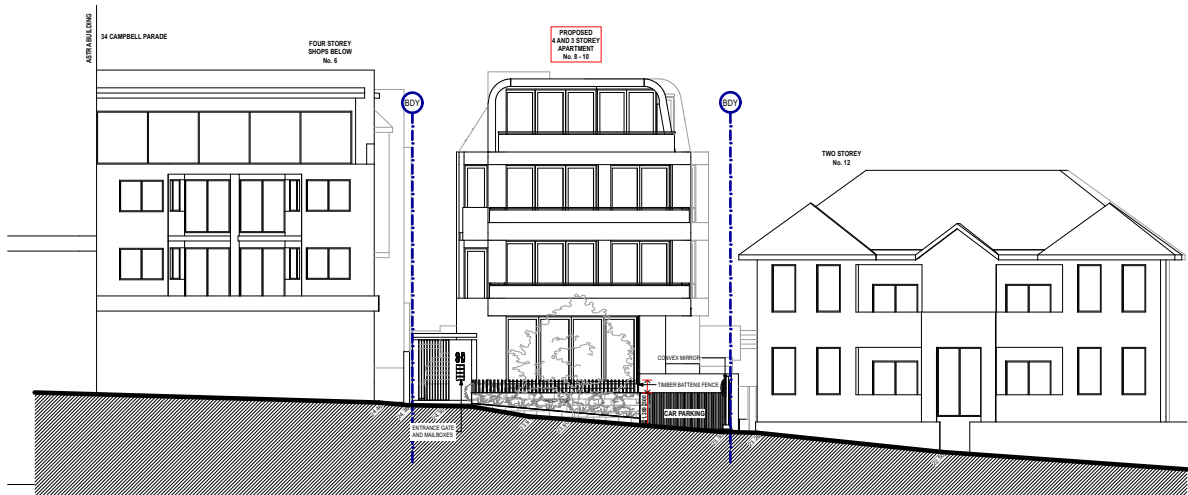 ASTRA BUILDING
34 CAMPBELL PARADE
FOUR STOREY
SHOPS BELOW
No. 6
PROPOSED
4 AND 3 STOREY
APARTMENT
No. 8 - 10
BDY
BDY
TWO STOREY
No. 12
CONVEX MIRROR
TIMBER BATTENS FENCE
CAR PARKING
ENTRANCE GATE
AND MAILBOXES